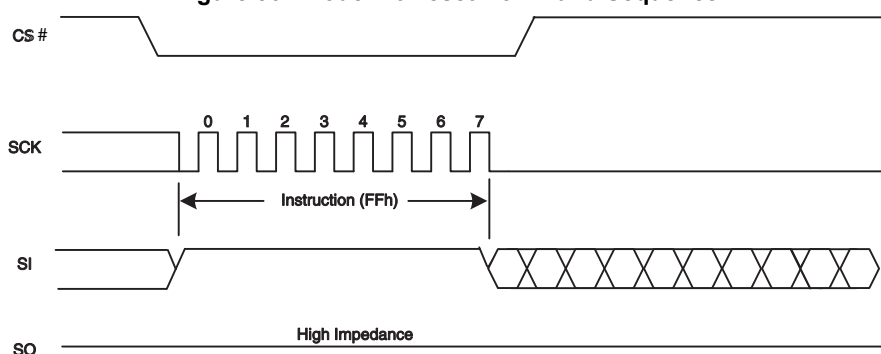 CS #
0 1 2 3 4 5 6 7
SCK
Instruction (FFh)
SI
High Impedance
SO